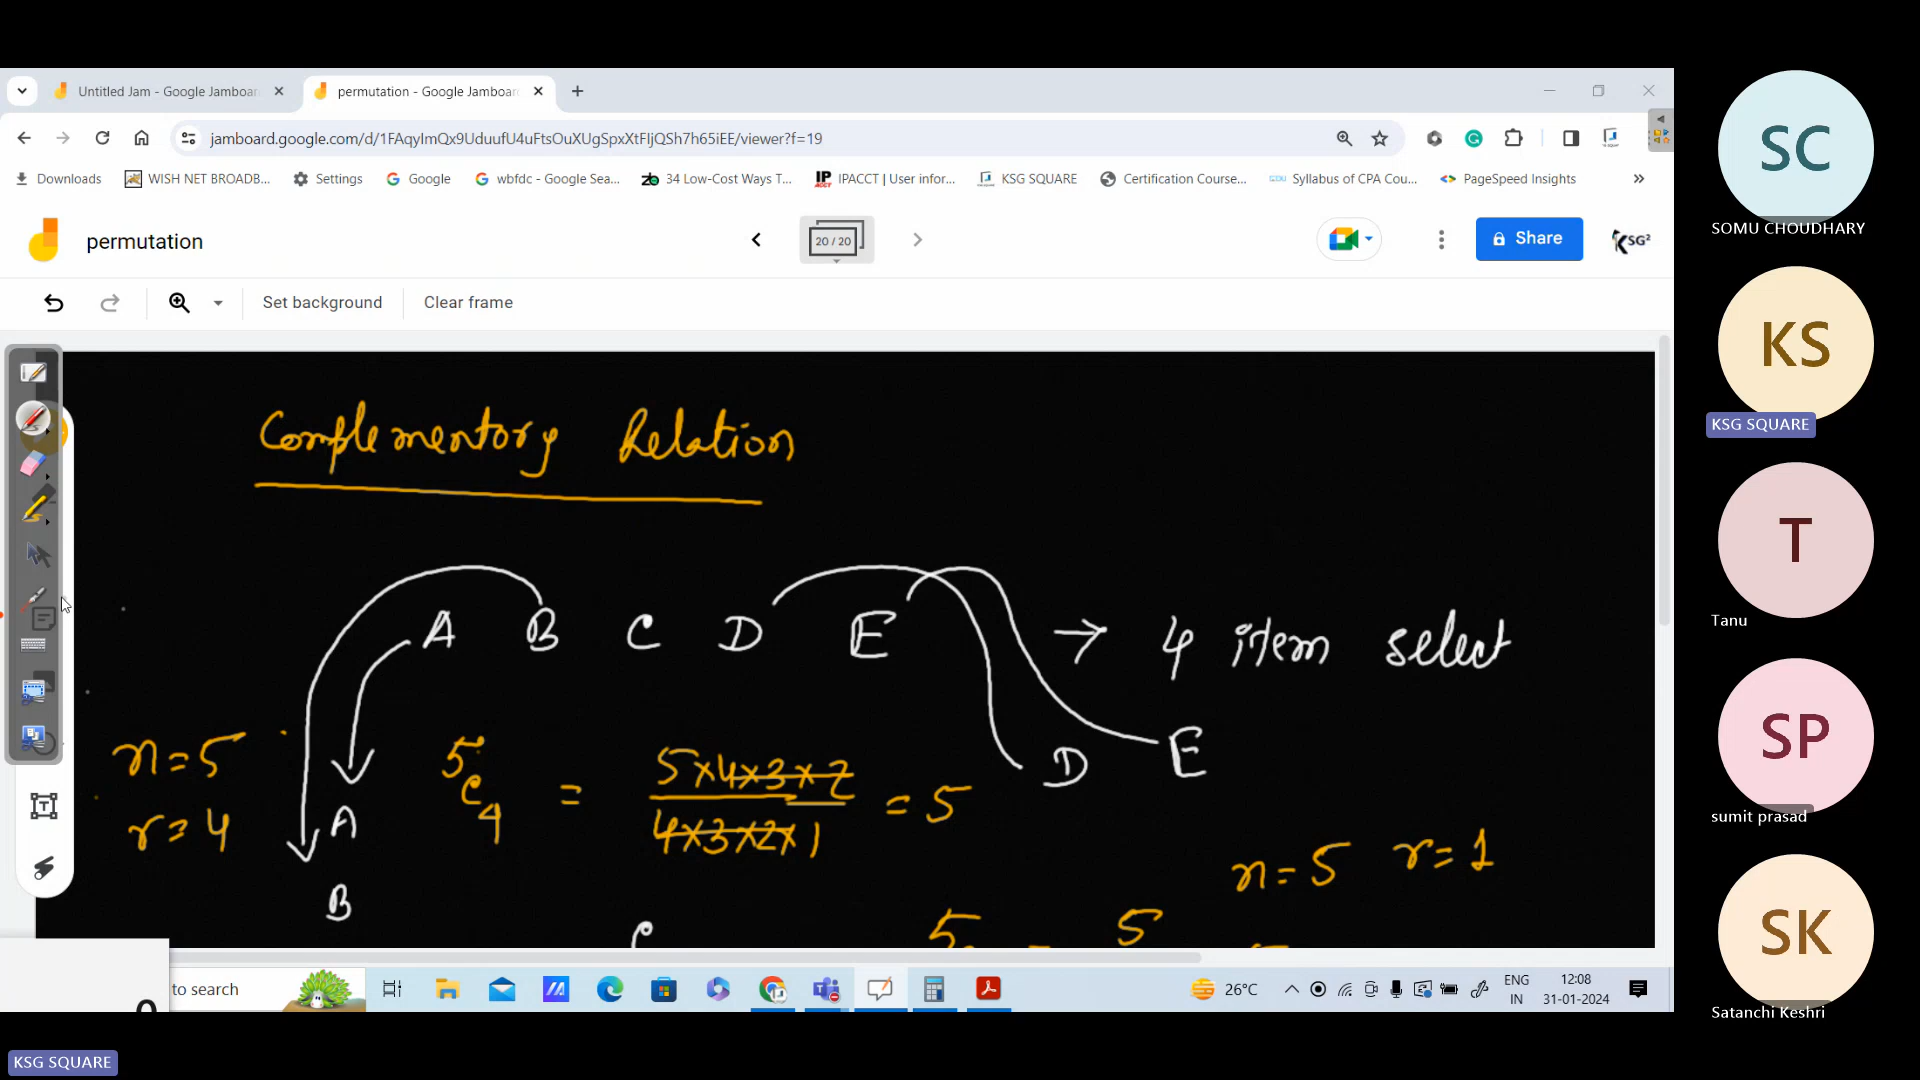 Untitled Jam - Google Jamboar
permutation - Google Jamboar
jamboard.google.com/d/1FAqyImQx9UduufU4uFtsOuXUgSpxXtFIjQSh7h65iEE/viewer?f=19
Downloads
WISH NET BROADB...
Settings
Google
wbfdc - Google Sea...
34 Low-Cost Ways T...
IPACCT | User infor...
KSG SQUARE
Certification Course...
Syllabus of CPA Cou...
PageSpeed Insights
permutation
20 / 20
Share
KSG²
Set background
Clear frame
Complementory Relation
A B C D E → 4 item select
D E
n=5
r=4
5c4 = 5×4×3×2 / 4×3×2×1 = 5
A
B
n=5 r=1
5 = 5
to search
26°C
ENG
IN
12:08
31-01-2024
SC
SOMU CHOUDHARY
KS
KSG SQUARE
T
Tanu
SP
sumit prasad
SK
Satanchi Keshri
KSG SQUARE